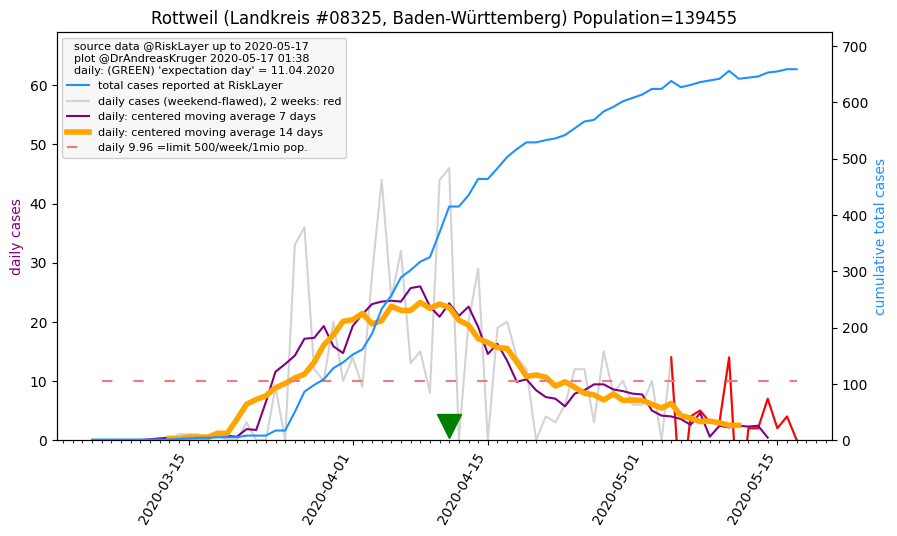 Rottweil (Landkreis #08325, Baden-Württemberg) Population=139455
source data @RiskLayer up to 2020-05-17
plot @DrAndreasKruger 2020-05-17 01:38
daily: (GREEN) 'expectation day' = 11.04.2020
total cases reported at RiskLayer
daily cases (weekend-flawed), 2 weeks: red
daily: centered moving average 7 days
daily: centered moving average 14 days
daily 9.96 =limit 500/week/1mio pop.
daily cases
0
10
20
30
40
50
60
cumulative total cases
0
100
200
300
400
500
600
700
2020-03-15
2020-04-01
2020-04-15
2020-05-01
2020-05-15